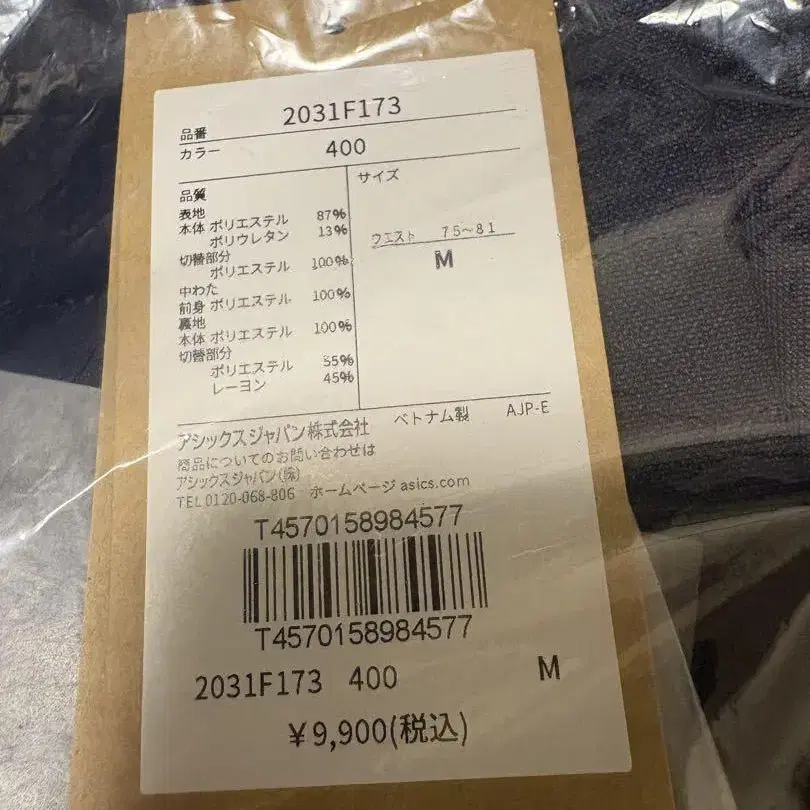 品番 2031F173
カラー 400
品質
表地
本体 ポリエステル 87%
ポリウレタン 13%
切替部分
ポリエステル 100%
中わた
前身 ポリエステル 100%
裏地
本体 ポリエステル 100%
切替部分
ポリエステル 55%
レーヨン 45%
サイズ
ウエスト 75~81
M
アシックスジャパン株式会社 ベトナム製 AJP-E
商品についてのお問い合わせは
アシックスジャパン(株)
TEL 0120-068-806 ホームページ asics.com
T4570158984577
T4570158984577
2031F173 400 M
¥9,900(税込)